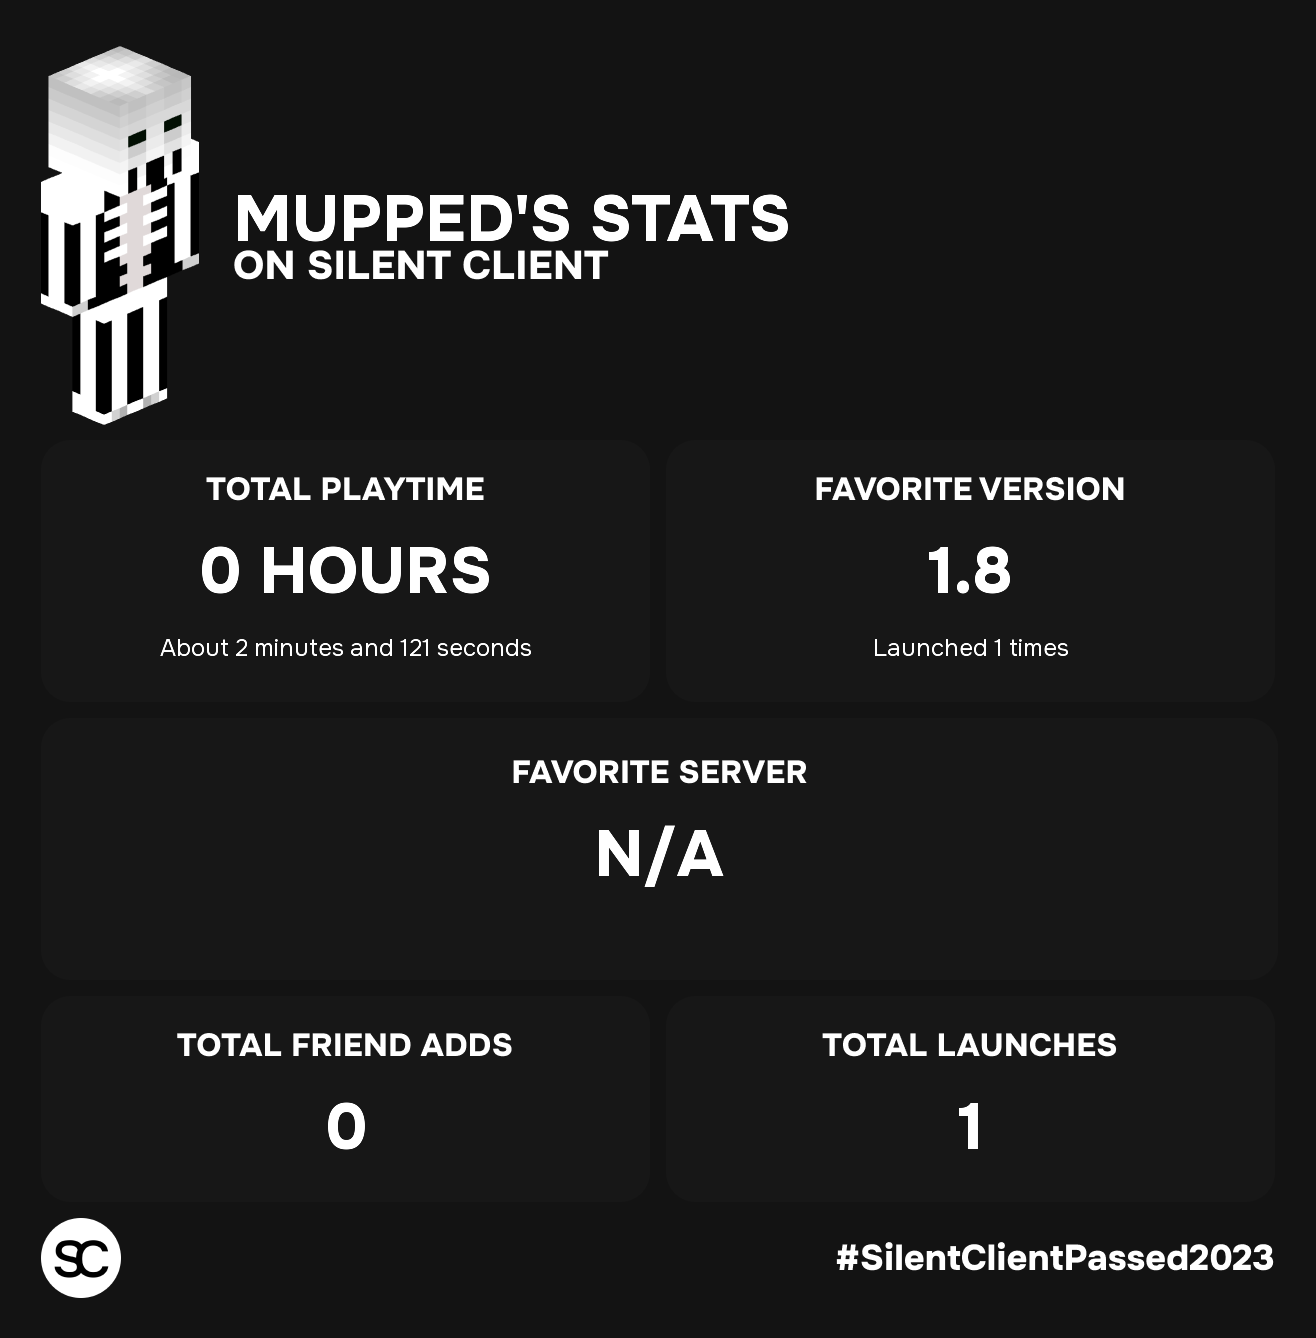 MUPPED'S STATS
ON SILENT CLIENT
TOTAL PLAYTIME
0 HOURS
About 2 minutes and 121 seconds
FAVORITE VERSION
1.8
Launched 1 times
FAVORITE SERVER
N/A
TOTAL FRIEND ADDS
0
TOTAL LAUNCHES
1
SC
#SilentClientPassed2023